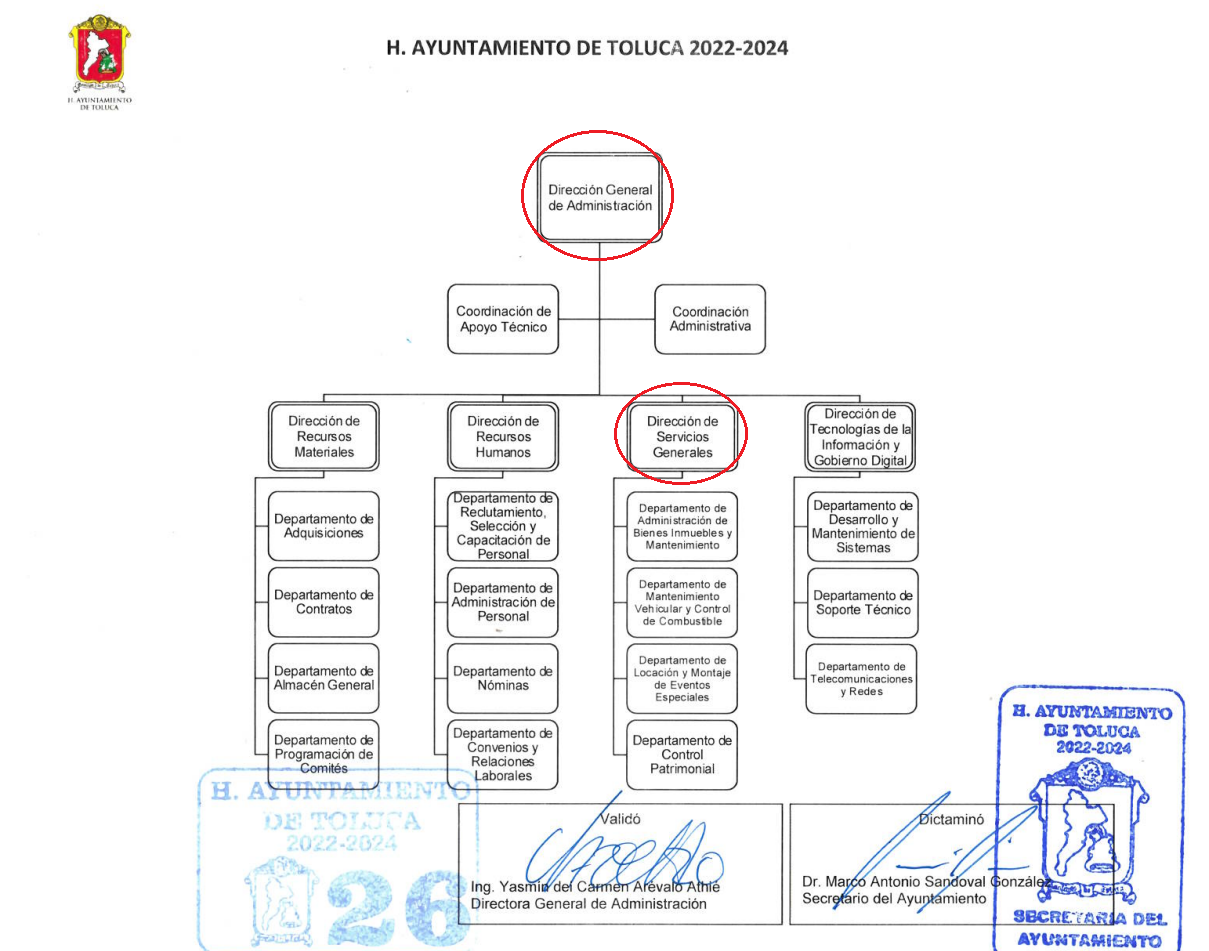 H. AYUNTAMIENTO DE TOLUCA 2022-2024
H. AYUNTAMIENTO
DE TOLUCA
Dirección General
de Administración
Coordinación de
Apoyo Técnico
Coordinación
Administrativa
Dirección de
Recursos
Materiales
Dirección de
Recursos
Humanos
Dirección de
Servicios
Generales
Dirección de
Tecnologías de la
Información y
Gobierno Digital
Departamento de
Adquisiciones
Departamento de
Contratos
Departamento de
Almacén General
Departamento de
Programación de
Comités
Departamento de
Reclutamiento,
Selección y
Capacitación de
Personal
Departamento de
Administración de
Personal
Departamento de
Nóminas
Departamento de
Convenios y
Relaciones
Laborales
Departamento de
Administración de
Bienes Inmuebles y
Mantenimiento
Departamento de
Mantenimiento
Vehicular y Control
de Combustible
Departamento de
Locación y Montaje
de Eventos
Especiales
Departamento de
Control
Patrimonial
Departamento de
Desarrollo y
Mantenimiento de
Sistemas
Departamento de
Soporte Técnico
Departamento de
Telecomunicaciones
y Redes
H. AYUNTAMIENTO
DE TOLUCA
2022-2024
26
Validó
Ing. Yasmin del Carmen Arévalo Athié
Directora General de Administración
Dictaminó
Dr. Marco Antonio Sandoval González
Secretario del Ayuntamiento
H. AYUNTAMIENTO
DE TOLUCA
2022-2024
SECRETARIA DEL
AYUNTAMIENTO